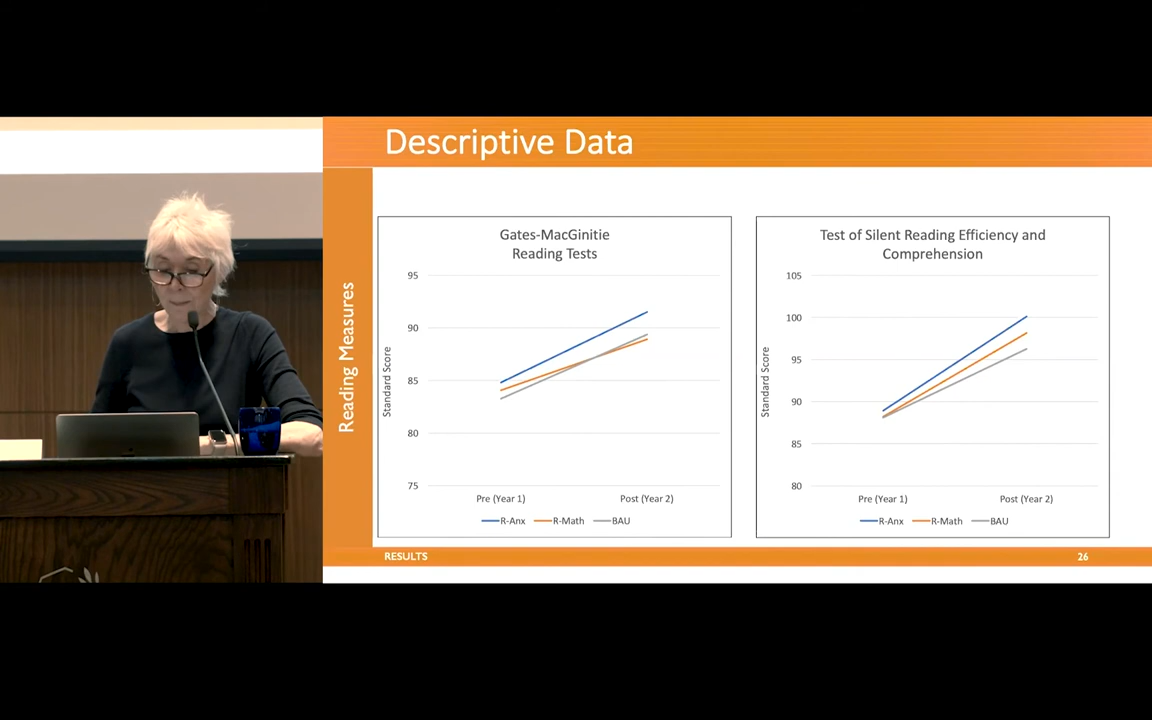 Descriptive Data
Reading Measures
Gates-MacGinitie
Reading Tests
95
90
85
80
75
Standard Score
Pre (Year 1)
Post (Year 2)
R-Anx
R-Math
BAU
Test of Silent Reading Efficiency and
Comprehension
105
100
95
90
85
80
Standard Score
Pre (Year 1)
Post (Year 2)
R-Anx
R-Math
BAU
RESULTS
26